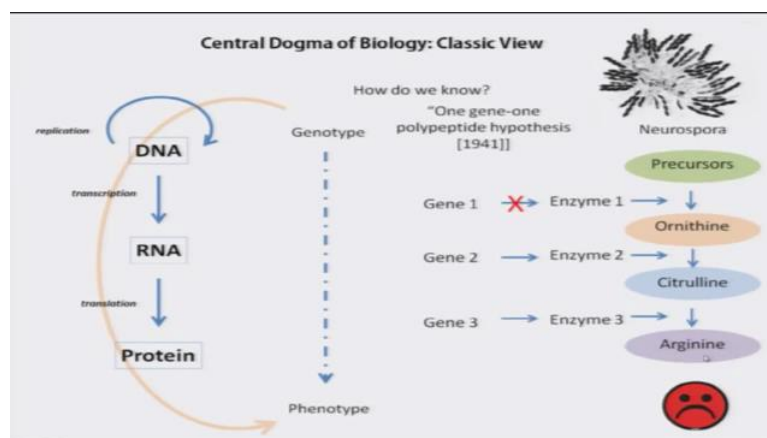 Central Dogma of Biology: Classic View
How do we know?
"One gene-one
polypeptide hypothesis
[1941]]
Neurospora
replication
DNA
transcription
RNA
translation
Protein
Genotype
Phenotype
Precursors
Gene 1
Enzyme 1
Ornithine
Gene 2
Enzyme 2
Citrulline
Gene 3
Enzyme 3
Arginine